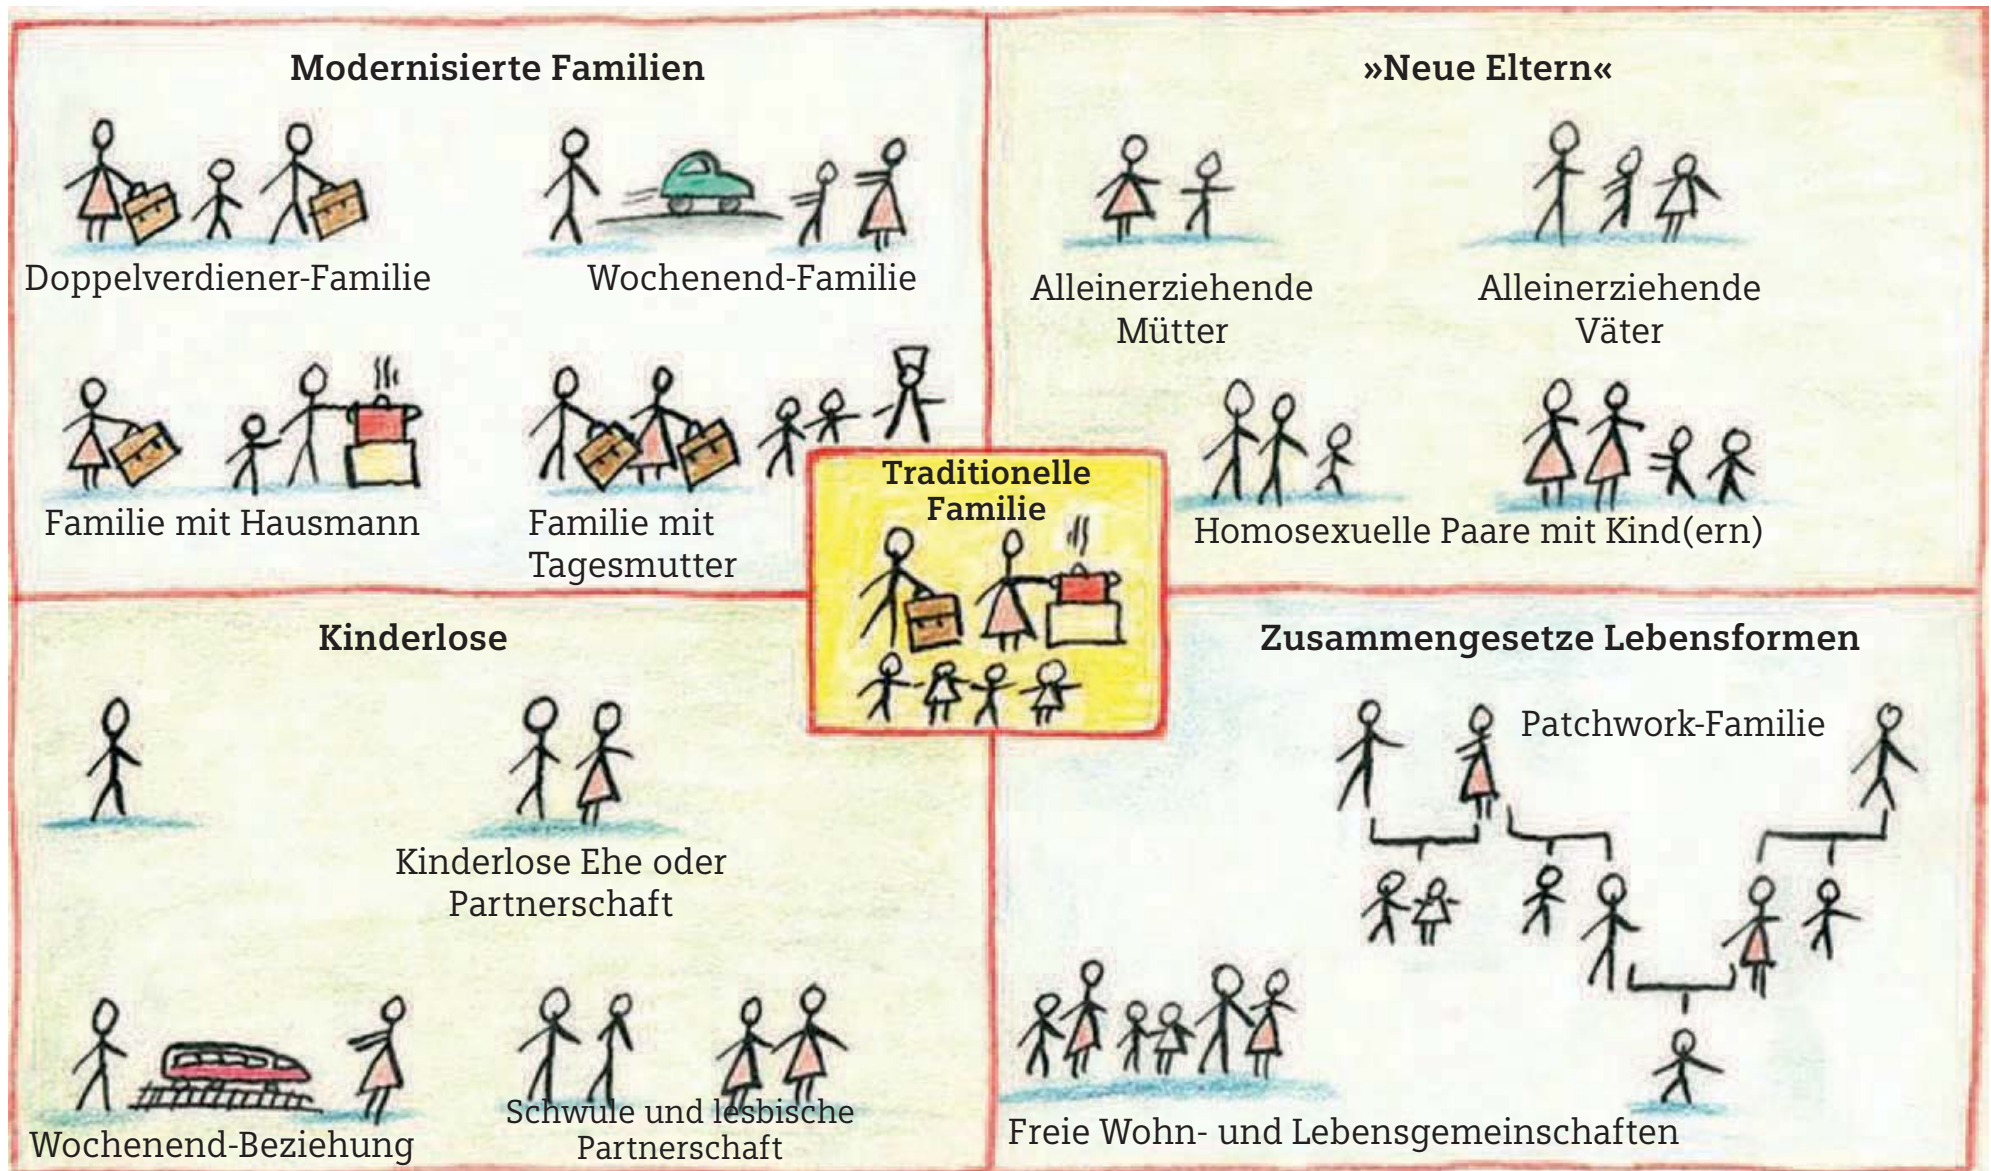 Modernisierte Familien
Doppelverdiener-Familie
Wochenend-Familie
Familie mit Hausmann
Familie mit
Tagesmutter
»Neue Eltern«
Alleinerziehende
Mütter
Alleinerziehende
Väter
Homosexuelle Paare mit Kind(ern)
Traditionelle
Familie
Kinderlose
Kinderlose Ehe oder
Partnerschaft
Wochenend-Beziehung
Schwule und lesbische
Partnerschaft
Zusammengesetze Lebensformen
Patchwork-Familie
Freie Wohn- und Lebensgemeinschaften